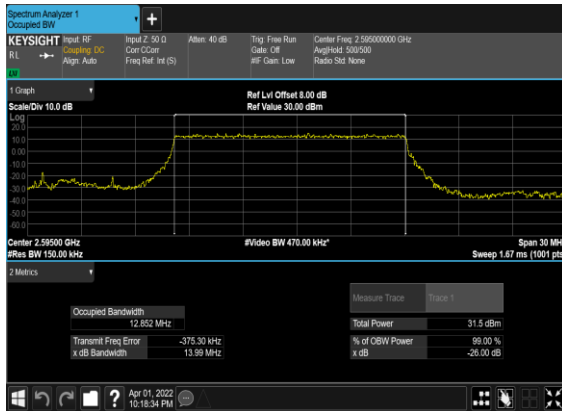 Spectrum Analyzer 1
Occupied BW
+
KEYSIGHT Input: RF Input Z: 50 Ω Atten: 40 dB Trig: Free Run Center Freq: 2.595000000 GHz
RL Coupling: DC Corr CCorr Gate: Off Avg|Hold: 500/500
Align: Auto Freq Ref: Int (S) #IF Gain: Low Radio Std: None
LXI
1 Graph
Ref Lvl Offset 8.00 dB
Scale/Div 10.0 dB Ref Value 30.00 dBm
Log
20.0
10.0
0.00
-10.0
-20.0
-30.0
-40.0
-50.0
-60.0
Center 2.59500 GHz #Video BW 470.00 kHz* Span 30 MH
#Res BW 150.00 kHz Sweep 1.67 ms (1001 pts
2 Metrics
Measure Trace Trace 1
Occupied Bandwidth
12.852 MHz Total Power 31.5 dBm
Transmit Freq Error -375.30 kHz % of OBW Power 99.00 %
x dB Bandwidth 13.99 MHz x dB -26.00 dB
? Apr 01, 2022
10:18:34 PM